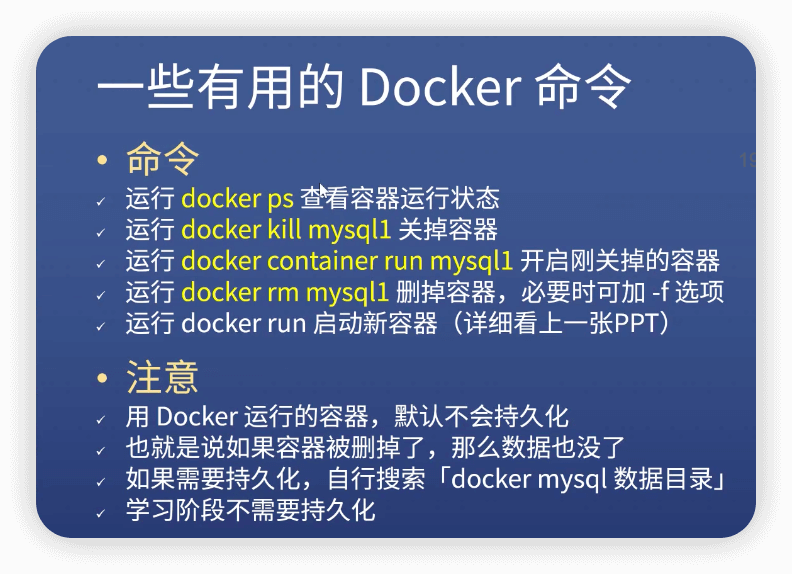 一些有用的 Docker 命令
19
• 命令
✓ 运行 docker ps 查看容器运行状态
✓ 运行 docker kill mysql1 关掉容器
✓ 运行 docker container run mysql1 开启刚关掉的容器
✓ 运行 docker rm mysql1 删掉容器，必要时可加 -f 选项
✓ 运行 docker run 启动新容器（详细看上一张PPT）
• 注意
✓ 用 Docker 运行的容器，默认不会持久化
✓ 也就是说如果容器被删掉了，那么数据也没了
✓ 如果需要持久化，自行搜索「docker mysql 数据目录」
✓ 学习阶段不需要持久化